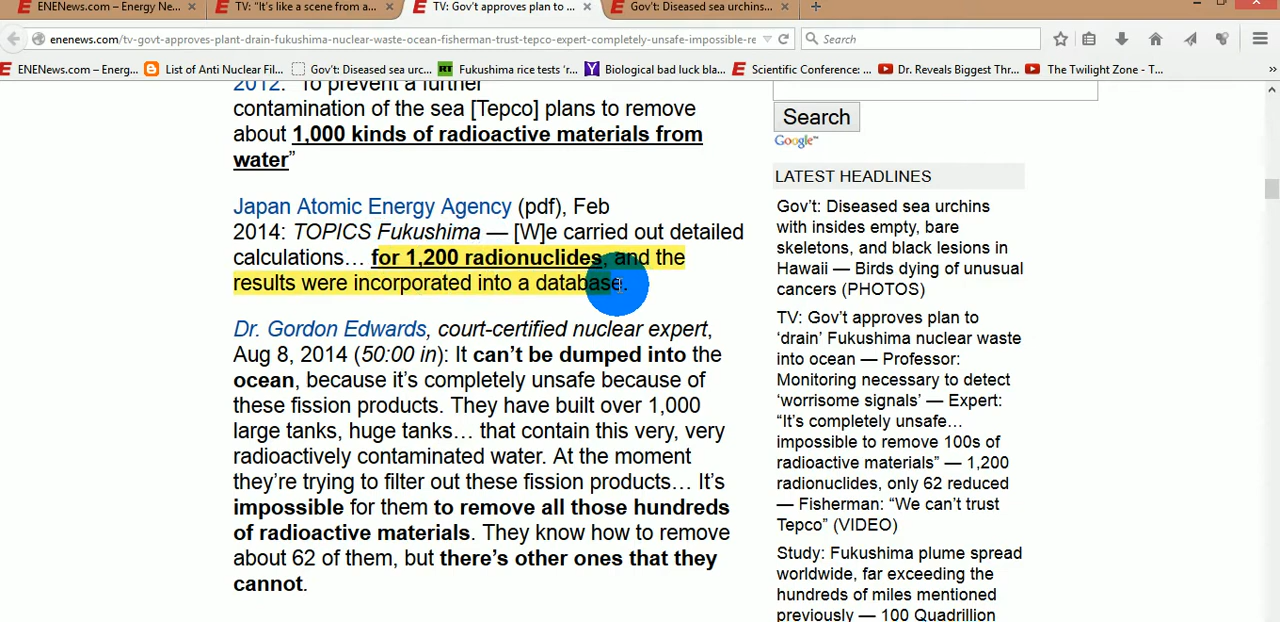 ENENews.com – Energy Ne...
TV: “It’s like a scene from a...
TV: Gov’t approves plan to ...
Gov’t: Diseased sea urchins...
enenews.com/tv-govt-approves-plant-drain-fukushima-nuclear-waste-ocean-fisherman-trust-tepco-expert-completely-unsafe-impossible-re
Search
ENENews.com – Energ...
List of Anti Nuclear Fil...
Gov't: Diseased sea urc...
RT Fukushima rice tests 'r...
Biological bad luck bla...
Scientific Conference: ...
Dr. Reveals Biggest Thr...
The Twilight Zone - T...
2012: “To prevent a further
contamination of the sea [Tepco] plans to remove
about 1,000 kinds of radioactive materials from
water”
Japan Atomic Energy Agency (pdf), Feb
2014: TOPICS Fukushima — [W]e carried out detailed
calculations… for 1,200 radionuclides, and the
results were incorporated into a database.
Dr. Gordon Edwards, court-certified nuclear expert,
Aug 8, 2014 (50:00 in): It can’t be dumped into the
ocean, because it’s completely unsafe because of
these fission products. They have built over 1,000
large tanks, huge tanks… that contain this very, very
radioactively contaminated water. At the moment
they’re trying to filter out these fission products… It’s
impossible for them to remove all those hundreds
of radioactive materials. They know how to remove
about 62 of them, but there’s other ones that they
cannot.
Search
Google™
LATEST HEADLINES
Gov’t: Diseased sea urchins
with insides empty, bare
skeletons, and black lesions in
Hawaii — Birds dying of unusual
cancers (PHOTOS)
TV: Gov’t approves plan to
‘drain’ Fukushima nuclear waste
into ocean — Professor:
Monitoring necessary to detect
‘worrisome signals’ — Expert:
“It’s completely unsafe…
impossible to remove 100s of
radioactive materials” — 1,200
radionuclides, only 62 reduced
— Fisherman: “We can’t trust
Tepco” (VIDEO)
Study: Fukushima plume spread
worldwide, far exceeding the
hundreds of miles mentioned
previously — 100 Quadrillion